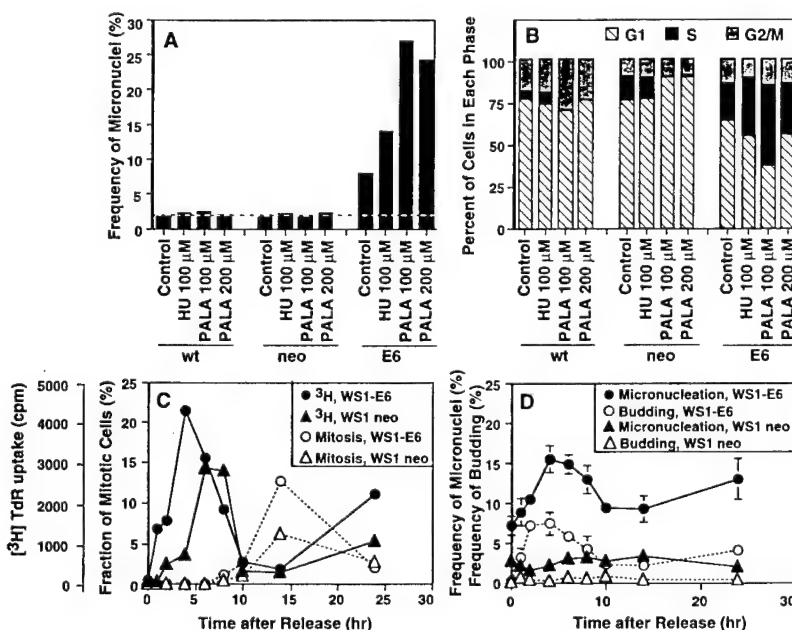 A
Frequency of Micronuclei (%)
30
25
20
15
10
5
0
Control
HU 100 µM
PALA 100 µM
PALA 200 µM
Control
HU 100 µM
PALA 100 µM
PALA 200 µM
Control
HU 100 µM
PALA 100 µM
PALA 200 µM
wt
neo
E6
B
G1
S
G2/M
Percent of Cells in Each Phase
100
75
50
25
0
Control
HU 100 µM
PALA 100 µM
PALA 200 µM
Control
HU 100 µM
PALA 100 µM
PALA 200 µM
Control
HU 100 µM
PALA 100 µM
PALA 200 µM
wt
neo
E6
C
[³H] TdR uptake (cpm)
5000
4000
3000
2000
1000
0
Fraction of Mitotic Cells (%)
25
20
15
10
5
0
³H, WS1-E6
³H, WS1 neo
Mitosis, WS1-E6
Mitosis, WS1 neo
0
5
10
15
20
25
30
Time after Release (hr)
D
Frequency of Micronuclei (%)
Frequency of Budding (%)
25
20
15
10
5
0
Micronucleation, WS1-E6
Budding, WS1-E6
Micronucleation, WS1 neo
Budding, WS1 neo
0
10
20
30
Time After Release (hr)